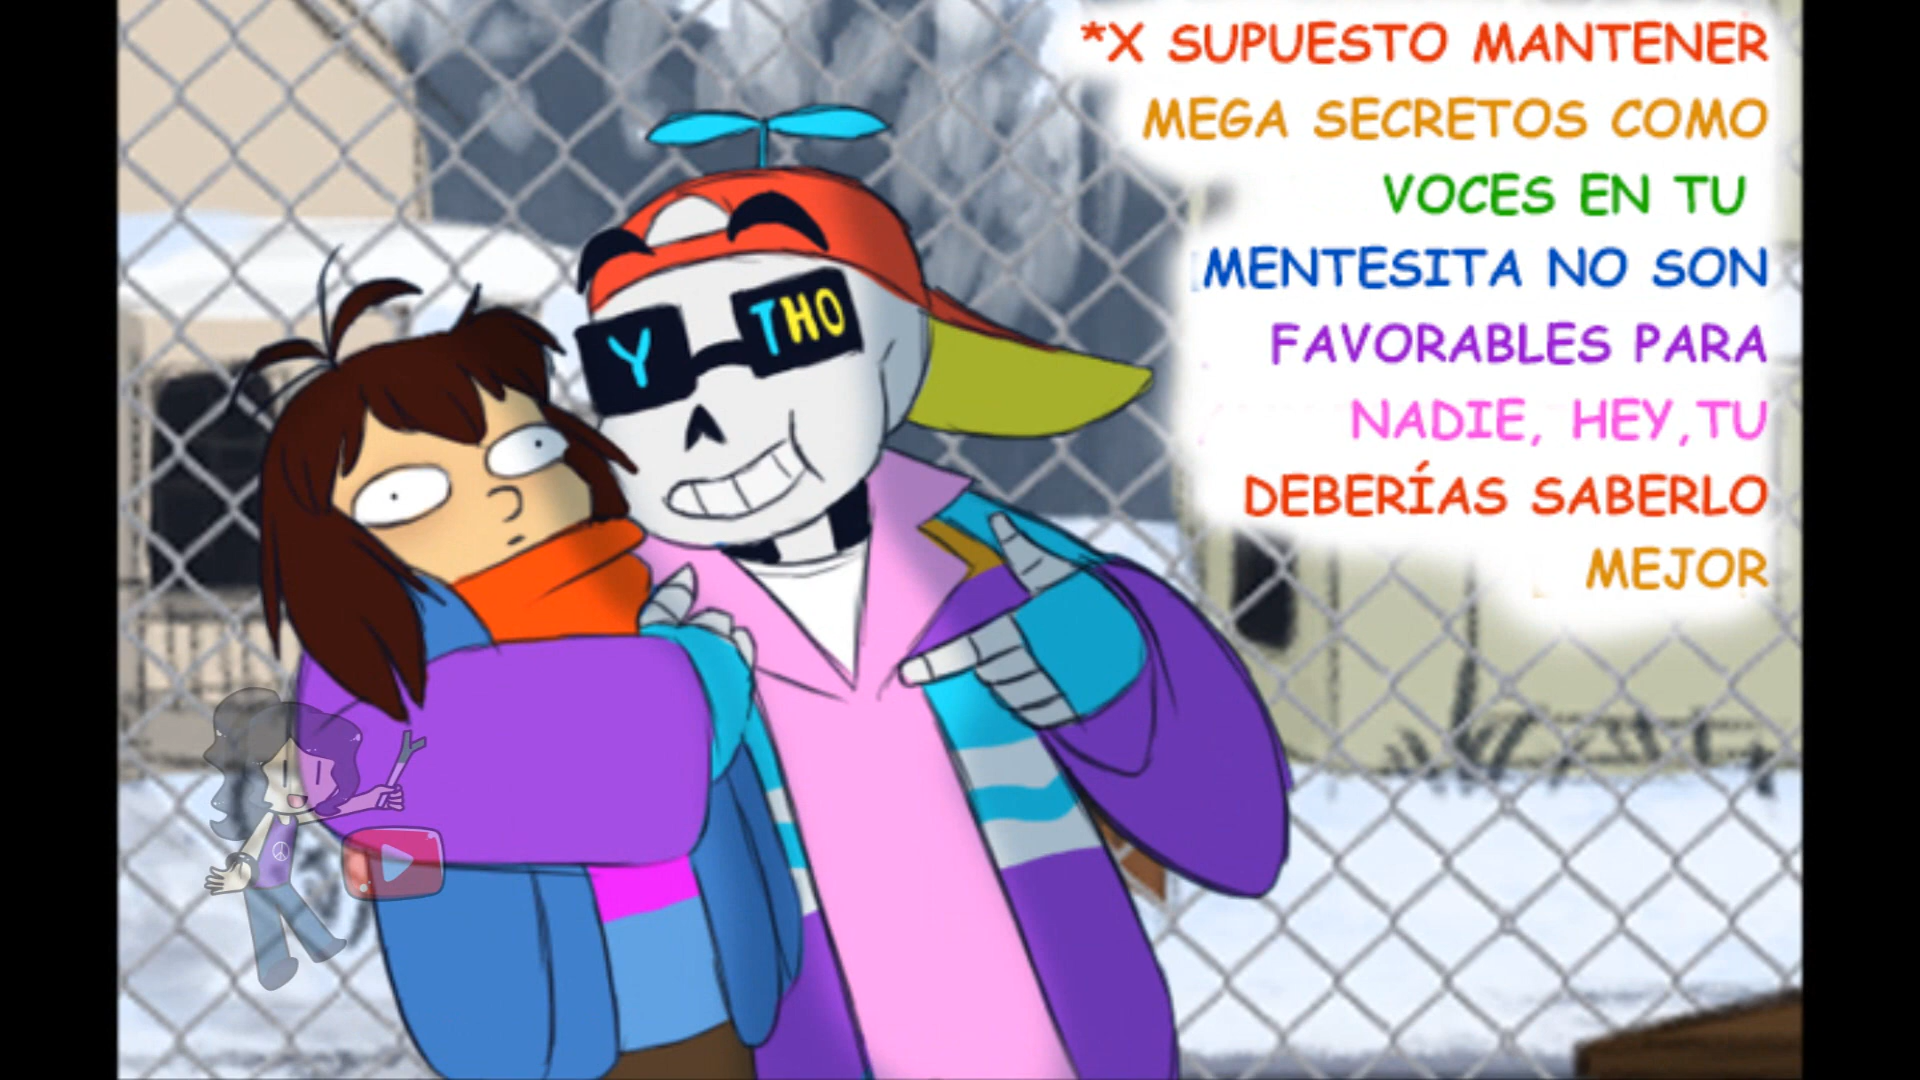 *X SUPUESTO MANTENER
MEGA SECRETOS COMO
VOCES EN TU
MENTESITA NO SON
FAVORABLES PARA
NADIE, HEY,TU
DEBERÍAS SABERLO
MEJOR
Y THO